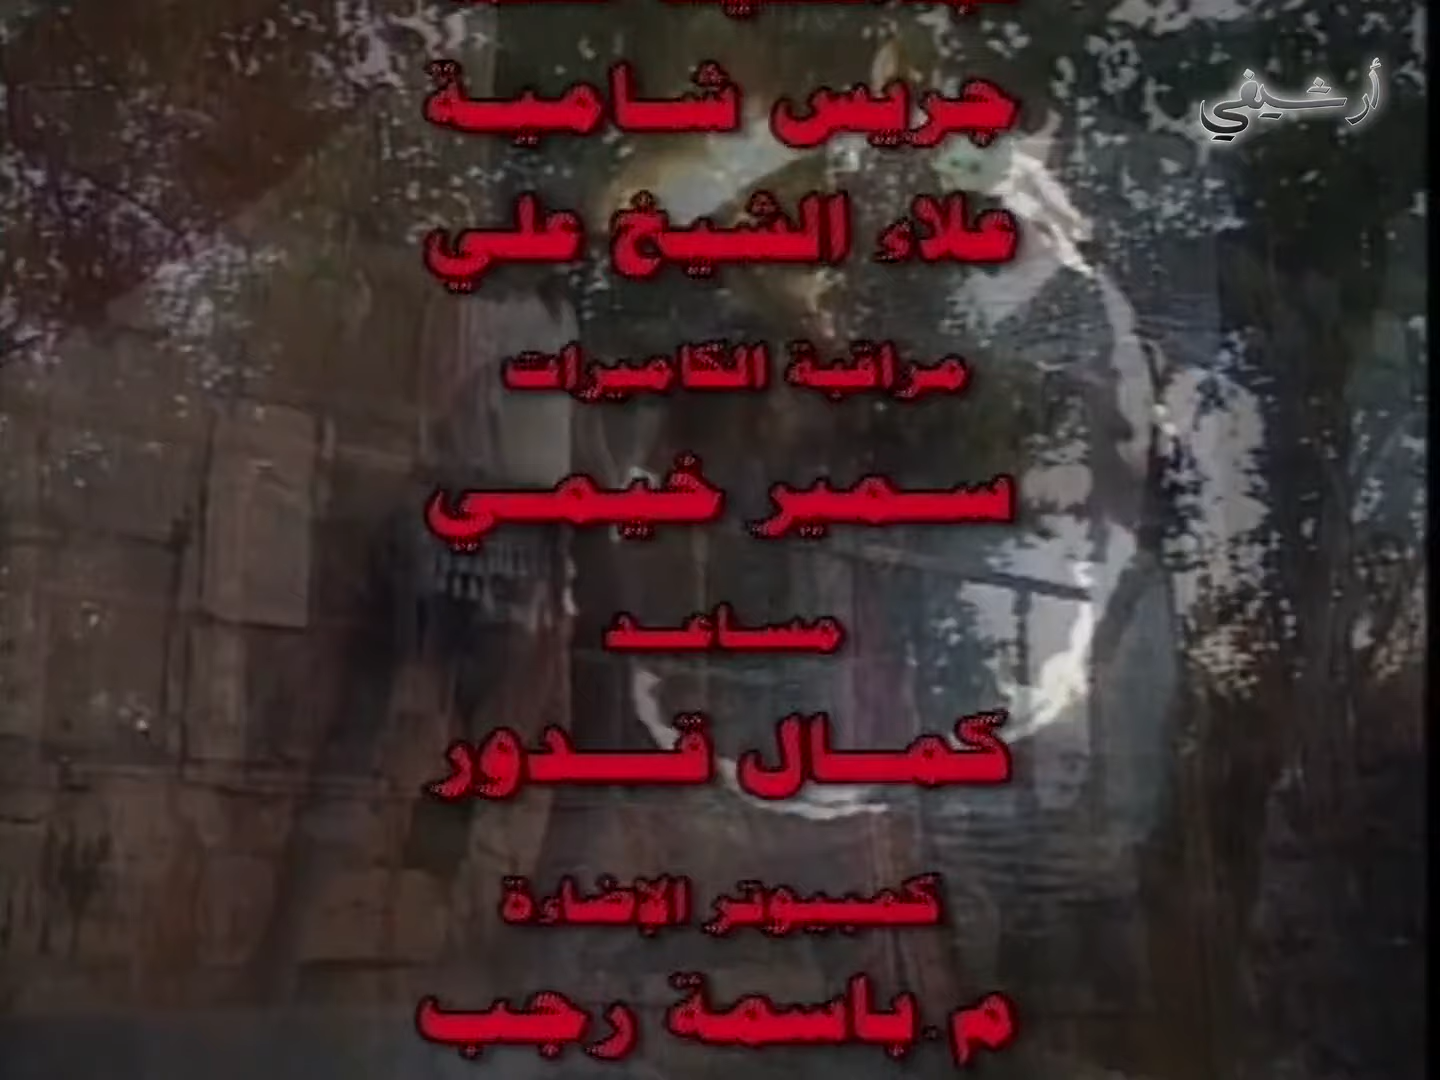 جريس شامية
أرشيفي
علاء الشيخ علي
مراقبة الكاميرات
سمير خيمي
مساعد
كمال قدور
كمبيوتر الإضاءة
م.باسمة رجب